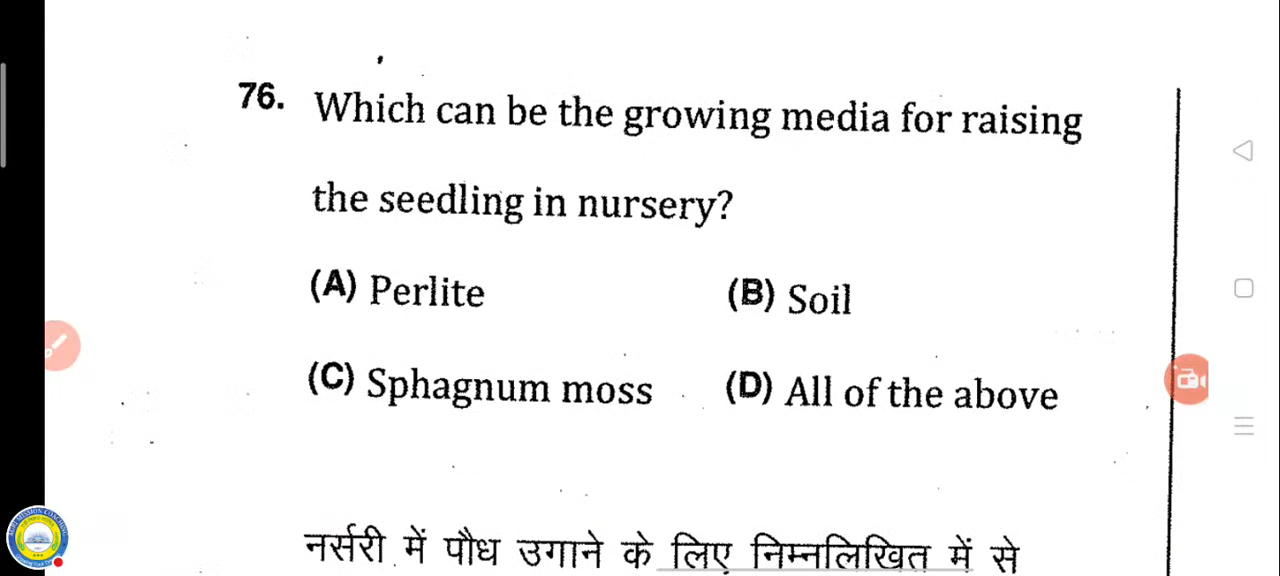 76. Which can be the growing media for raising
the seedling in nursery?
(A) Perlite (B) Soil
(C) Sphagnum moss (D) All of the above
नर्सरी में पौध उगाने के लिए निम्नलिखित में से